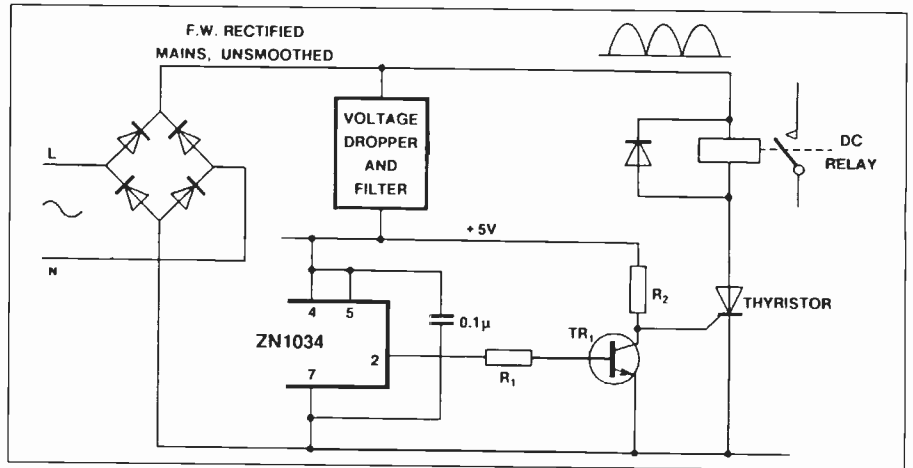 F.W. RECTIFIED
MAINS, UNSMOOTHED
L
N
VOLTAGE
DROPPER
AND
FILTER
DC
RELAY
+ 5V
4 5
ZN1034
2
7
0.1μ
R1
R2
TR1
THYRISTOR